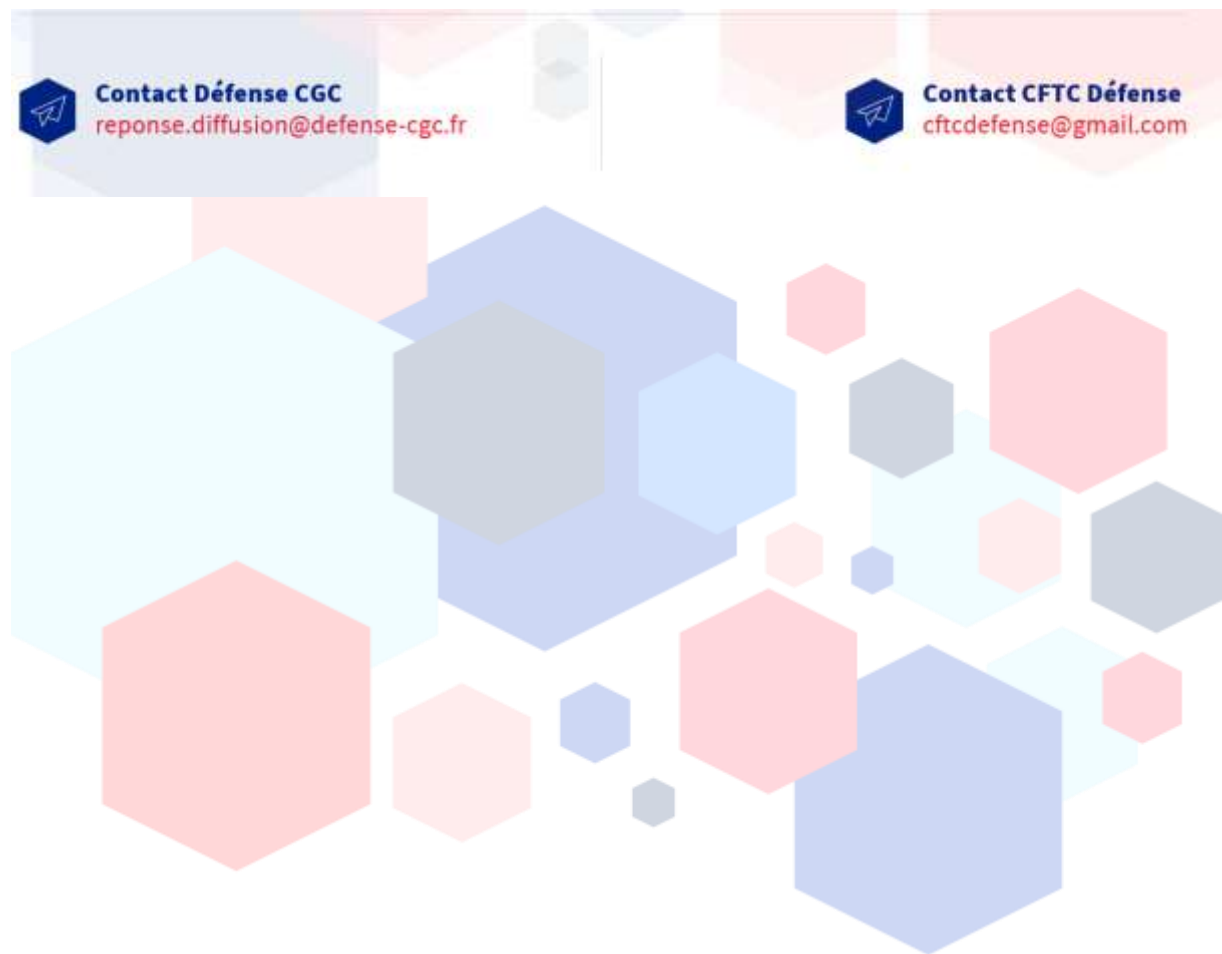 Contact Défense CGC
reponse.diffusion@defense-cgc.fr
Contact CFTC Défense
cftcdefense@gmail.com